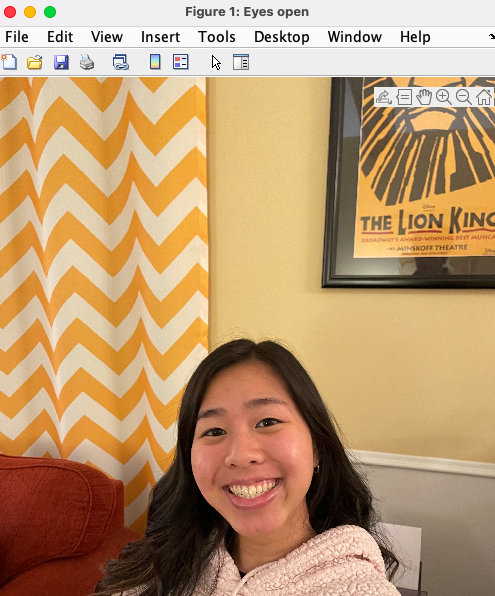 Figure 1: Eyes open
File Edit View Insert Tools Desktop Window Help
Disney
THE LION KING
BROADWAY'S AWARD-WINNING BEST MUSICAL
MINSKOFF THEATRE